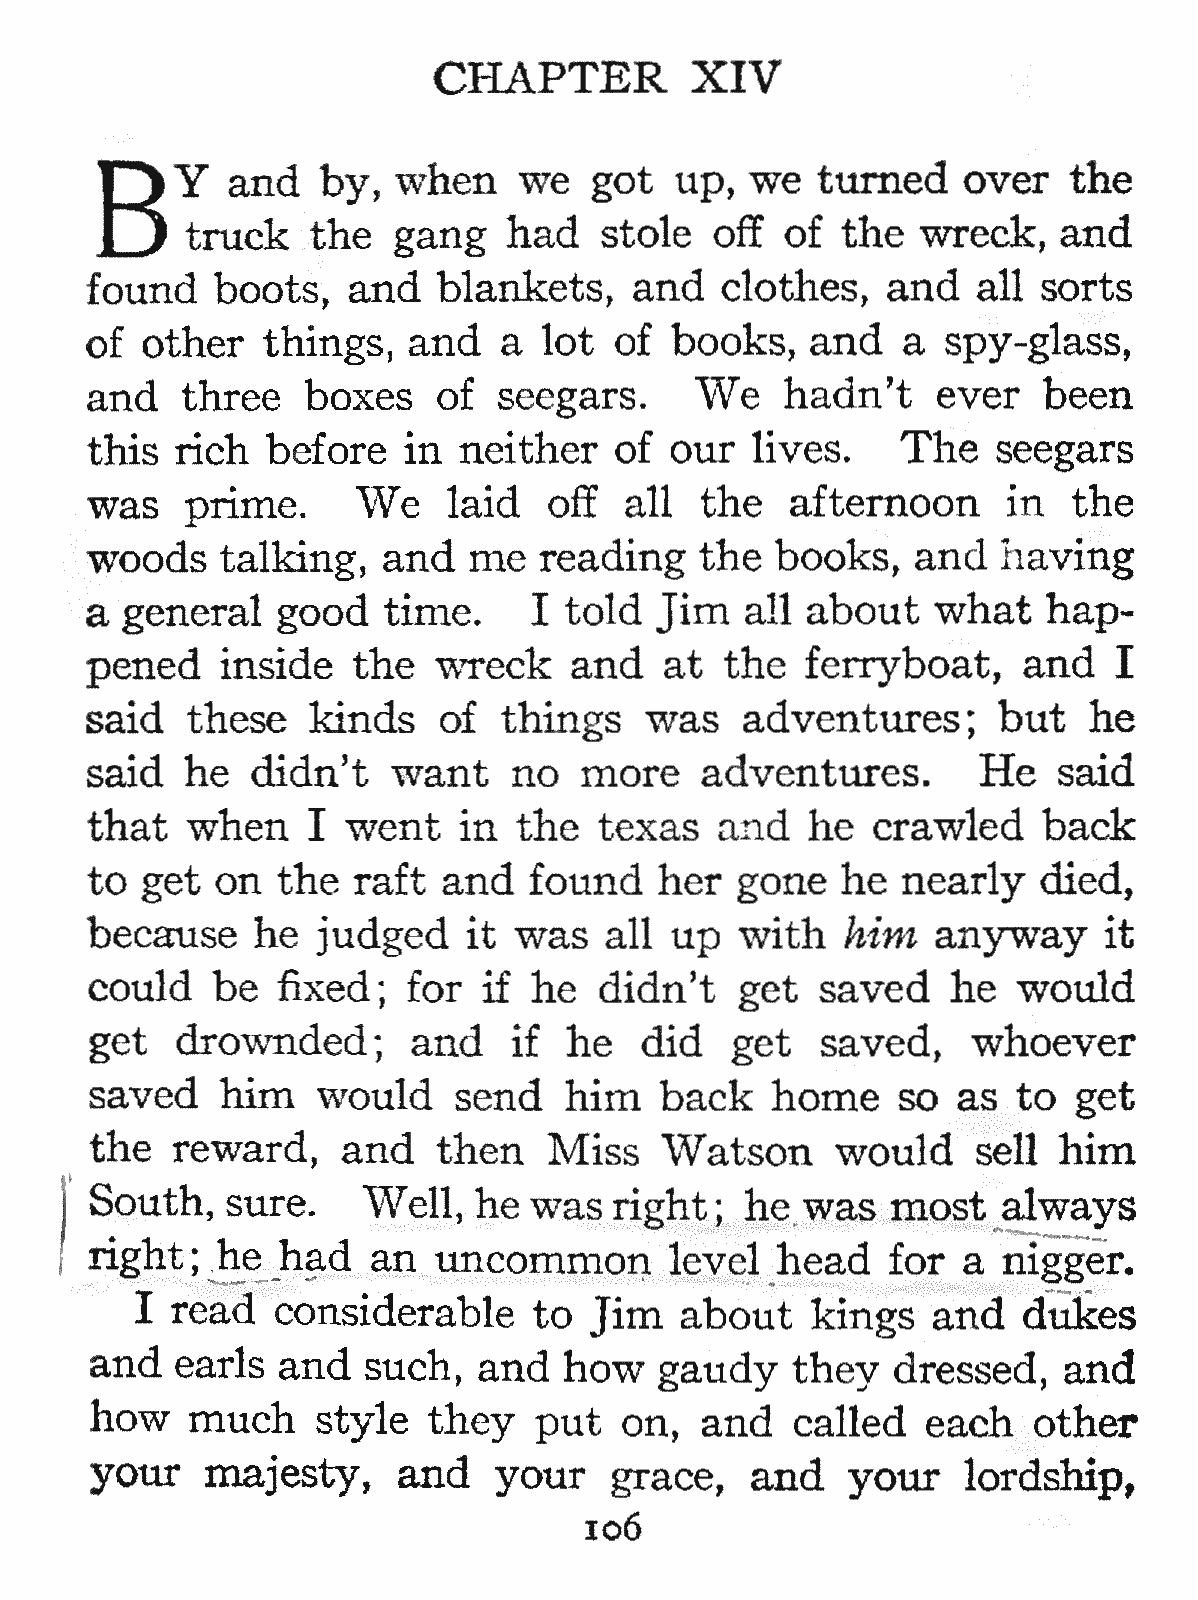 CHAPTER XIV
BY and by, when we got up, we turned over the
truck the gang had stole off of the wreck, and
found boots, and blankets, and clothes, and all sorts
of other things, and a lot of books, and a spy-glass,
and three boxes of seegars. We hadn't ever been
this rich before in neither of our lives. The seegars
was prime. We laid off all the afternoon in the
woods talking, and me reading the books, and having
a general good time. I told Jim all about what hap-
pened inside the wreck and at the ferryboat, and I
said these kinds of things was adventures; but he
said he didn't want no more adventures. He said
that when I went in the texas and he crawled back
to get on the raft and found her gone he nearly died,
because he judged it was all up with him anyway it
could be fixed; for if he didn't get saved he would
get drownded; and if he did get saved, whoever
saved him would send him back home so as to get
the reward, and then Miss Watson would sell him
South, sure. Well, he was right; he was most always
right; he had an uncommon level head for a nigger.
I read considerable to Jim about kings and dukes
and earls and such, and how gaudy they dressed, and
how much style they put on, and called each other
your majesty, and your grace, and your lordship,
106